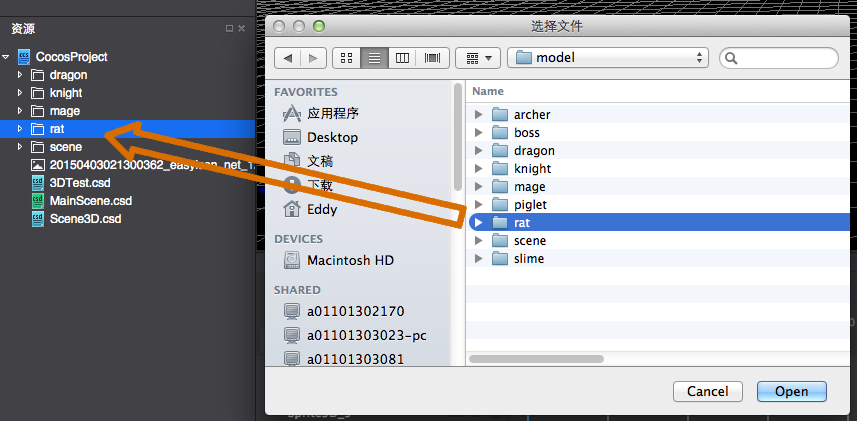 资源
CocosProject
dragon
knight
mage
rat
scene
3DTest.csd
MainScene.csd
Scene3D.csd
选择文件
model
FAVORITES
应用程序
Desktop
文稿
下载
Eddy
DEVICES
Macintosh HD
SHARED
a01101302170
a01101303023-pc
a01101303081
Name
archer
boss
dragon
knight
mage
piglet
rat
scene
slime
Cancel
Open